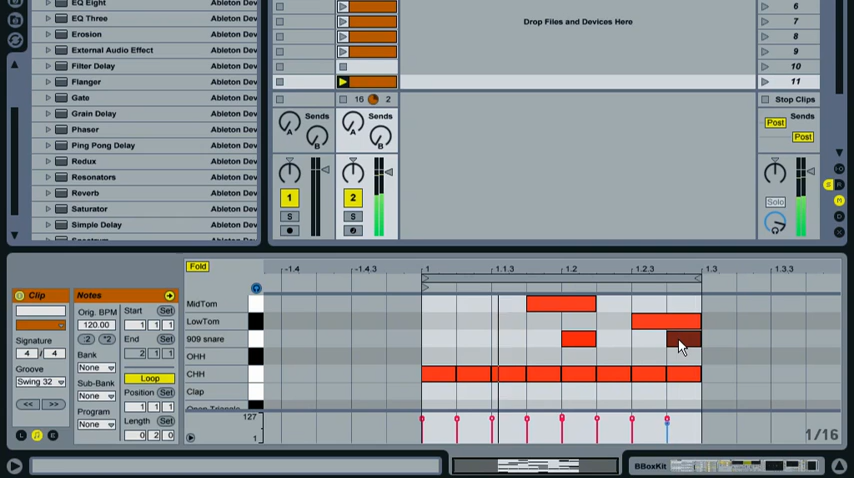 EQ Eight Ableton Dev
EQ Three Ableton Dev
Erosion Ableton Dev
External Audio Effect Ableton Dev
Filter Delay Ableton Dev
Flanger Ableton Dev
Gate Ableton Dev
Grain Delay Ableton Dev
Phaser Ableton Dev
Ping Pong Delay Ableton Dev
Redux Ableton Dev
Resonators Ableton Dev
Reverb Ableton Dev
Saturator Ableton Dev
Simple Delay Ableton Dev
Drop Files and Devices Here
6
7
8
9
10
11
16 2
Stop Clips
Sends Sends Sends
A B A B
Post
Post
1 2
S S
Solo
Fold
-1.4 -1.4.3 1 1.1.3 1.2 1.2.3 1.3 1.3.3
Clip
Notes
Orig. BPM
120.00
:2 *2
Bank
None
Sub-Bank
None
Program
None
Signature
4 / 4
Groove
Swing 32
<< >>
L E
Start Set
1 1 1
End Set
2 1 1
Loop
Position Set
1 1 1
Length Set
0 2 0
MidTom
LowTom
909 snare
OHH
CHH
Clap
Open Triangle
127
1
1/16
BBoxKit